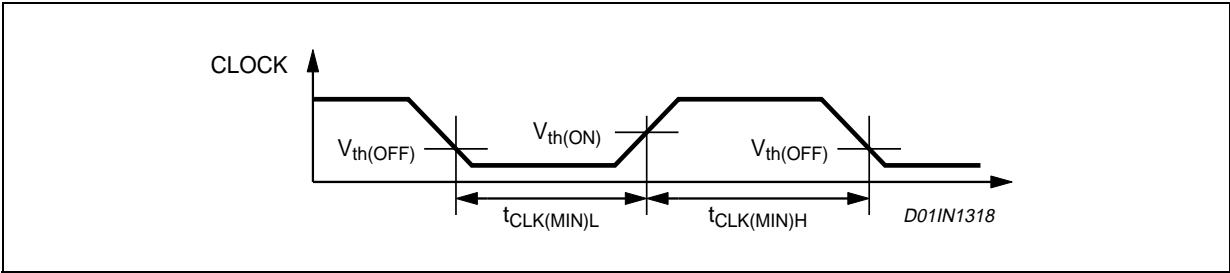 CLOCK
Vth(OFF)
Vth(ON)
Vth(OFF)
tCLK(MIN)L
tCLK(MIN)H
D01IN1318